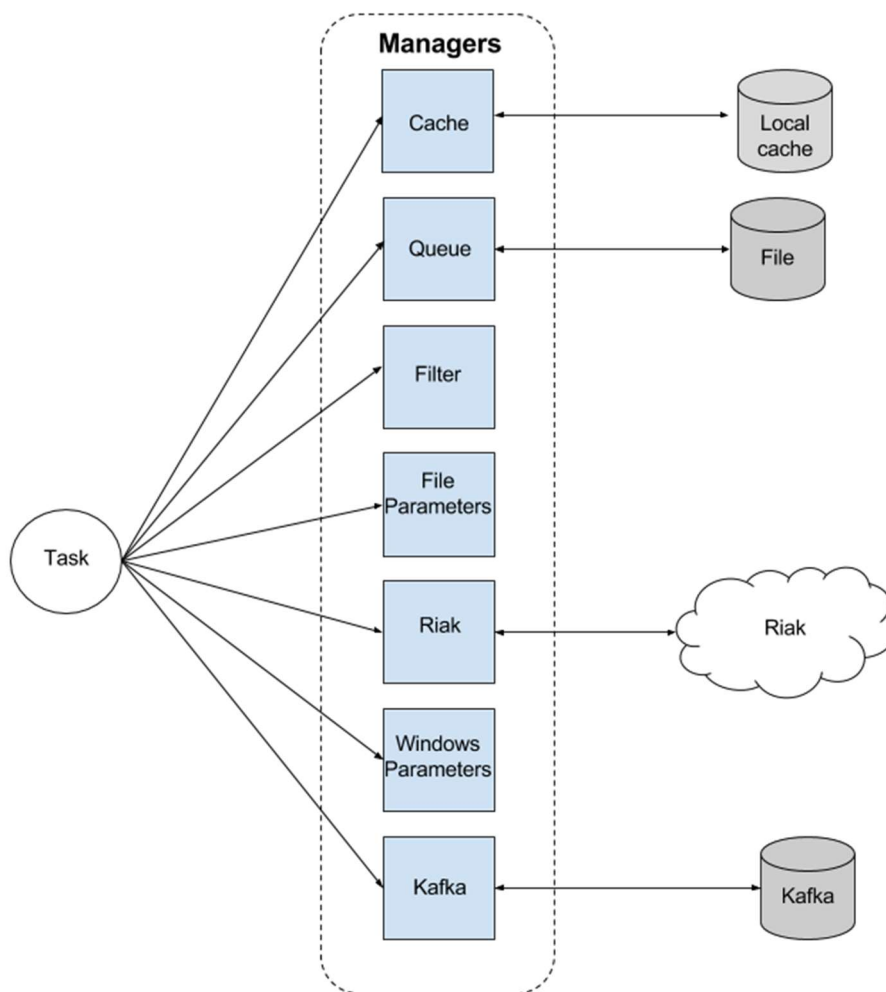 Managers
Cache
Local
cache
Queue
File
Filter
File
Parameters
Task
Riak
Riak
Windows
Parameters
Kafka
Kafka